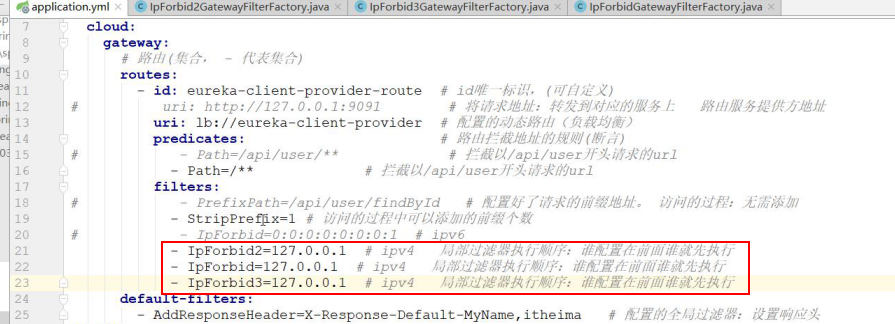 application.yml × IpForbid2GatewayFilterFactory.java × IpForbid3GatewayFilterFactory.java × IpForbidGatewayFilterFactory.java ×
7 cloud:
8 gateway:
9 # 路由(集合， - 代表集合)
10 routes:
11 - id: eureka-client-provider-route # id唯一标识，(可自定义)
12 # uri: http://127.0.0.1:9091 # 将请求地址：转发到对应的服务上 路由服务提供方地址
13 uri: lb://eureka-client-provider # 配置的动态路由（负载均衡）
14 predicates: # 路由拦截地址的规则(断言)
15 # - Path=/api/user/** # 拦截以/api/user开头请求的url
16 - Path=/** # 拦截以/api/user开头请求的url
17 filters:
18 # - PrefixPath=/api/user/findById # 配置好了请求的前缀地址。 访问的过程：无需添加
19 - StripPrefix=1 # 访问的过程中可以添加的前缀个数
20 # - IpForbid=0:0:0:0:0:0:0:1 # ipv6
21 - IpForbid2=127.0.0.1 # ipv4 局部过滤器执行顺序：谁配置在前面谁就先执行
22 - IpForbid=127.0.0.1 # ipv4 局部过滤器执行顺序：谁配置在前面谁就先执行
23 - IpForbid3=127.0.0.1 # ipv4 局部过滤器执行顺序：谁配置在前面谁就先执行
24 default-filters:
25 - AddResponseHeader=X-Response-Default-MyName,itheima # 配置的全局过滤器：设置响应头